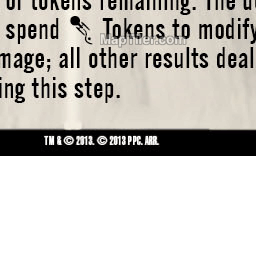 of tokens remaining. The d
spend Tokens to modify
mage; all other results deal
ing this step.
TM & © 2013. © 2013 PPC. ARR.